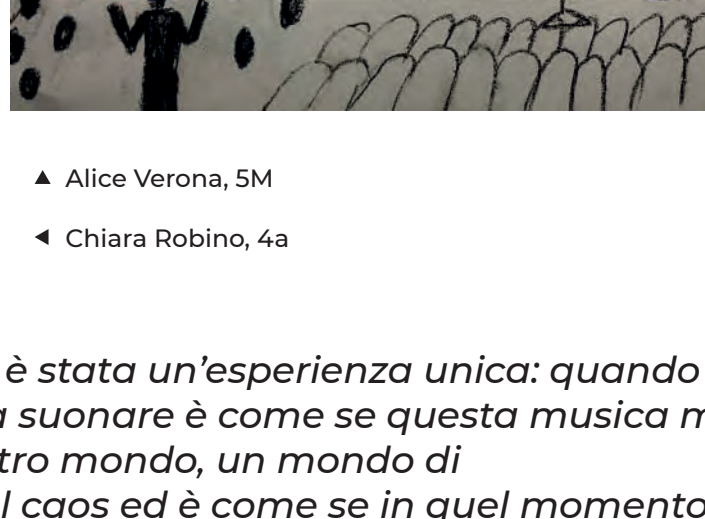 ▲ Alice Verona, 5M
◀ Chiara Robino, 4a
è stata un’esperienza unica: quando
suonare è come se questa musica
mondo, un mondo di
caos ed è come se in quel momento